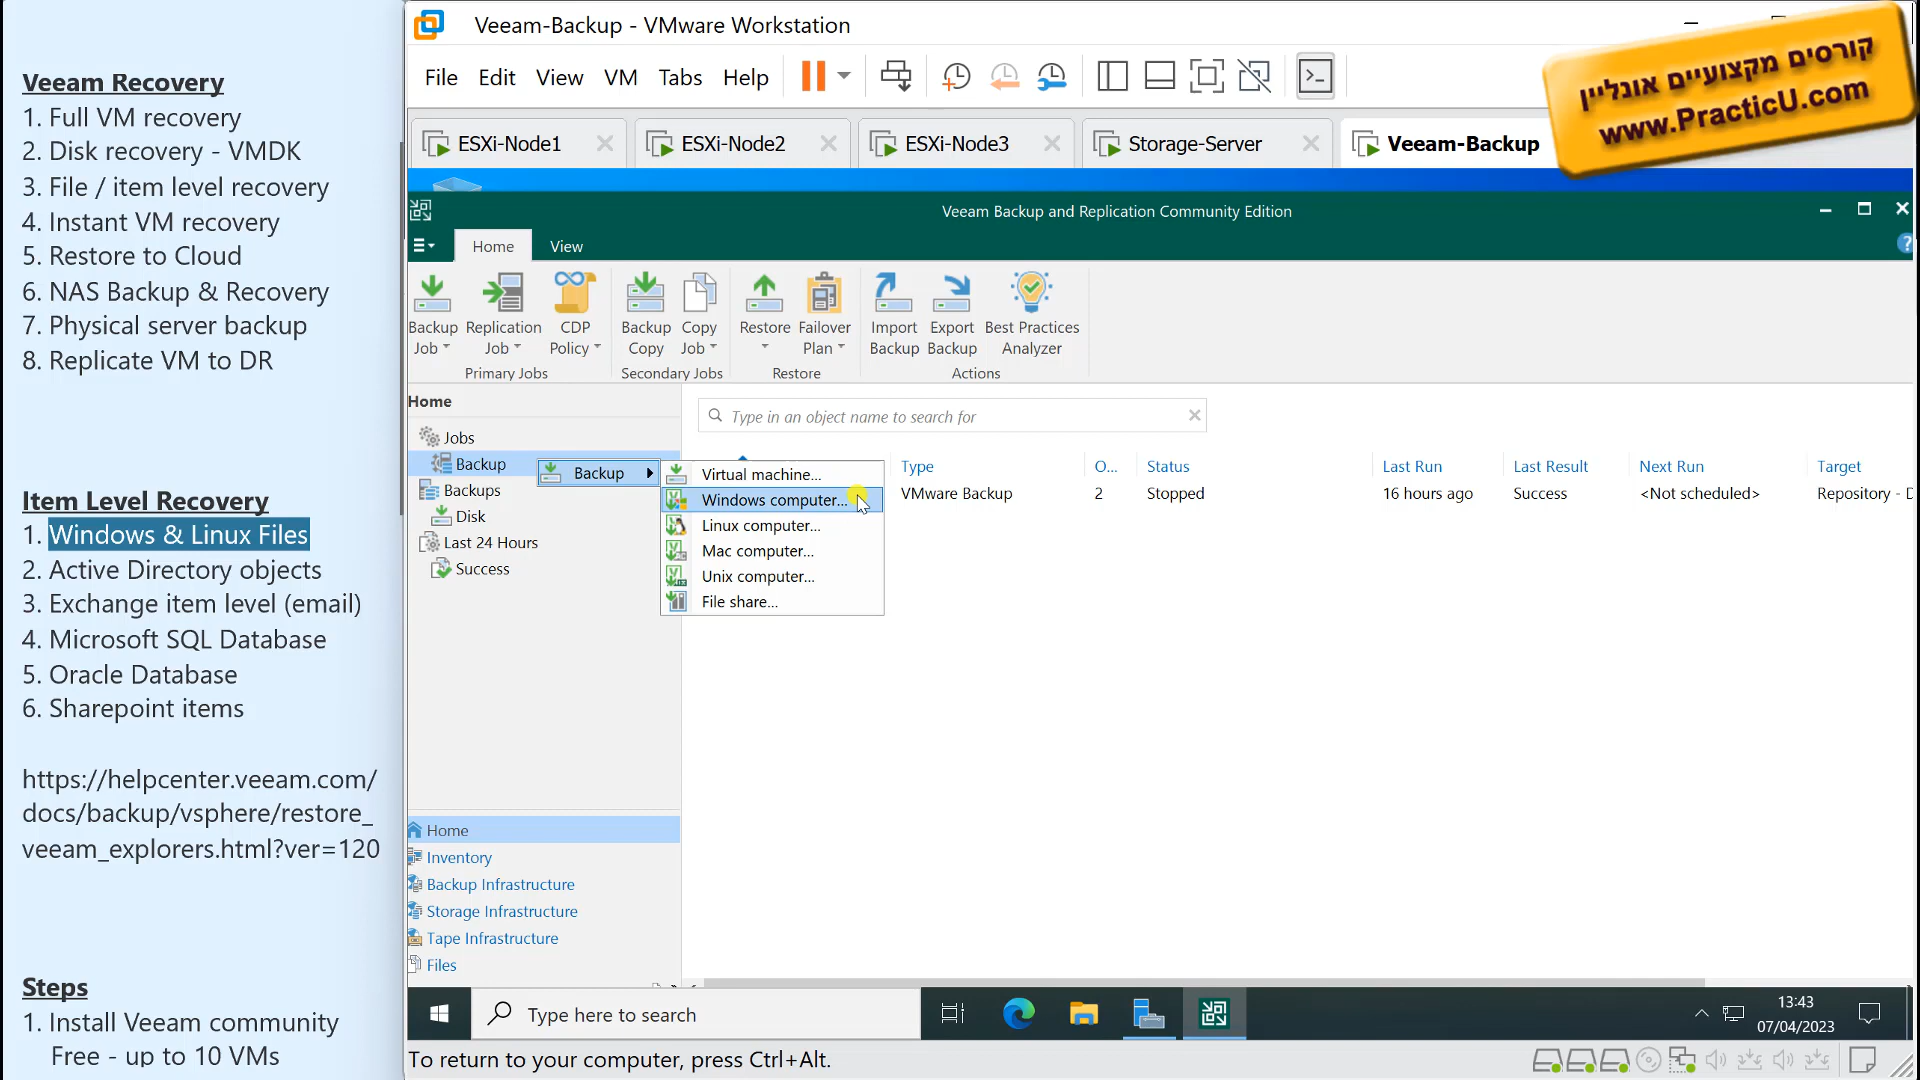 Veeam Recovery
1. Full VM recovery
2. Disk recovery - VMDK
3. File / item level recovery
4. Instant VM recovery
5. Restore to Cloud
6. NAS Backup & Recovery
7. Physical server backup
8. Replicate VM to DR
Item Level Recovery
1. Windows & Linux Files
2. Active Directory objects
3. Exchange item level (email)
4. Microsoft SQL Database
5. Oracle Database
6. Sharepoint items
https://helpcenter.veeam.com/
docs/backup/vsphere/restore_
veeam_explorers.html?ver=120
Steps
1. Install Veeam community
Free - up to 10 VMs
Veeam-Backup - VMware Workstation
File Edit View VM Tabs Help
קורסים מקצועיים אונליין
www.PracticU.com
ESXi-Node1 ESXi-Node2 ESXi-Node3 Storage-Server Veeam-Backup
Veeam Backup and Replication Community Edition
Home View
Backup Job
Replication Job
CDP Policy
Backup Copy
Copy Job
Restore
Failover Plan
Import Backup
Export Backup
Best Practices Analyzer
Primary Jobs Secondary Jobs Restore Actions
Home
Jobs
Backup
Backups
Disk
Last 24 Hours
Success
Backup
Virtual machine...
Windows computer...
Linux computer...
Mac computer...
Unix computer...
File share...
Type in an object name to search for
Type O... Status Last Run Last Result Next Run Target
VMware Backup 2 Stopped 16 hours ago Success <Not scheduled> Repository - D
Home
Inventory
Backup Infrastructure
Storage Infrastructure
Tape Infrastructure
Files
Type here to search
13:43
07/04/2023
To return to your computer, press Ctrl+Alt.